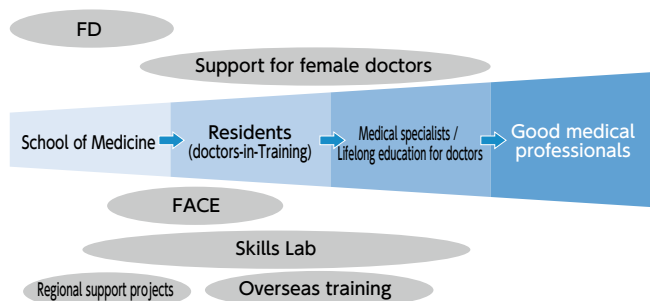 FD
Support for female doctors
School of Medicine
Residents
(doctors-in-Training)
Medical specialists /
Lifelong education for doctors
Good medical
professionals
FACE
Skills Lab
Regional support projects
Overseas training